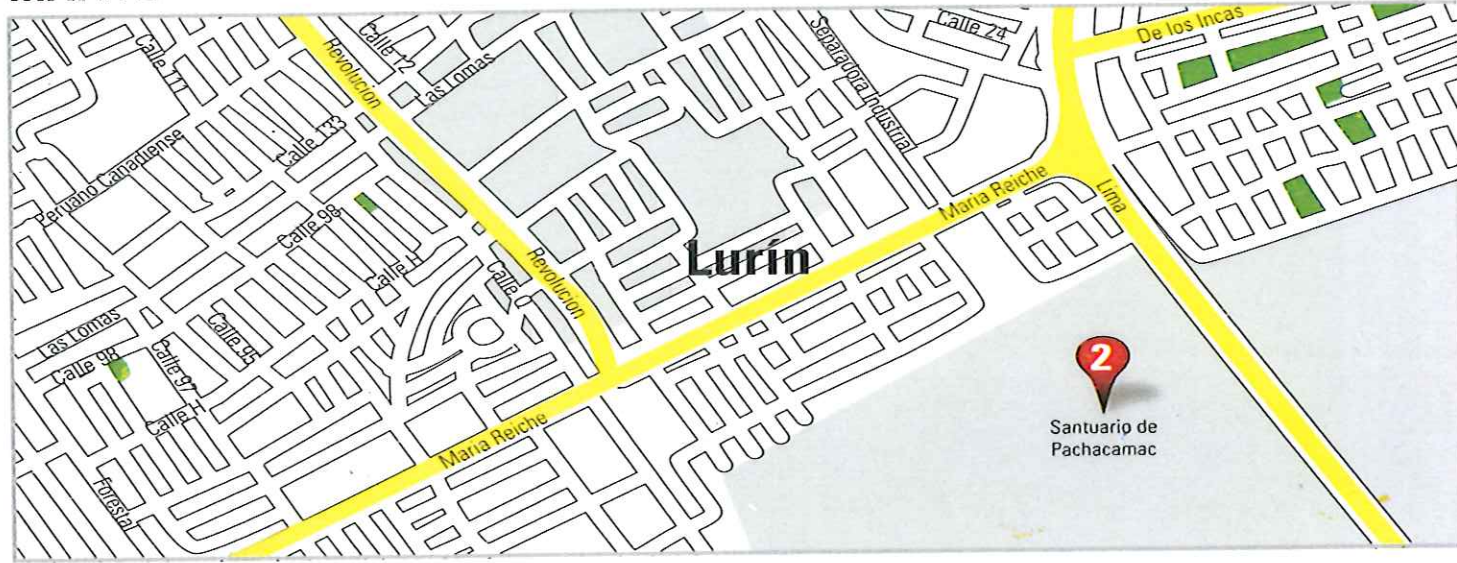 Calle 111
Revolucion
Calle 12
Las Lomas
Separadora Industrial
Calle 24
De los Incas
Peruano Canadiense
Calle 133
Calle 98
Calle H
Calle C
Revolucion
Lurín
Maria Reiche
Lima
Las Lomas
Calle 98
Calle 97
Calle 95
Calle H
Forestal
Maria Reiche
2
Santuario de
Pachacamac